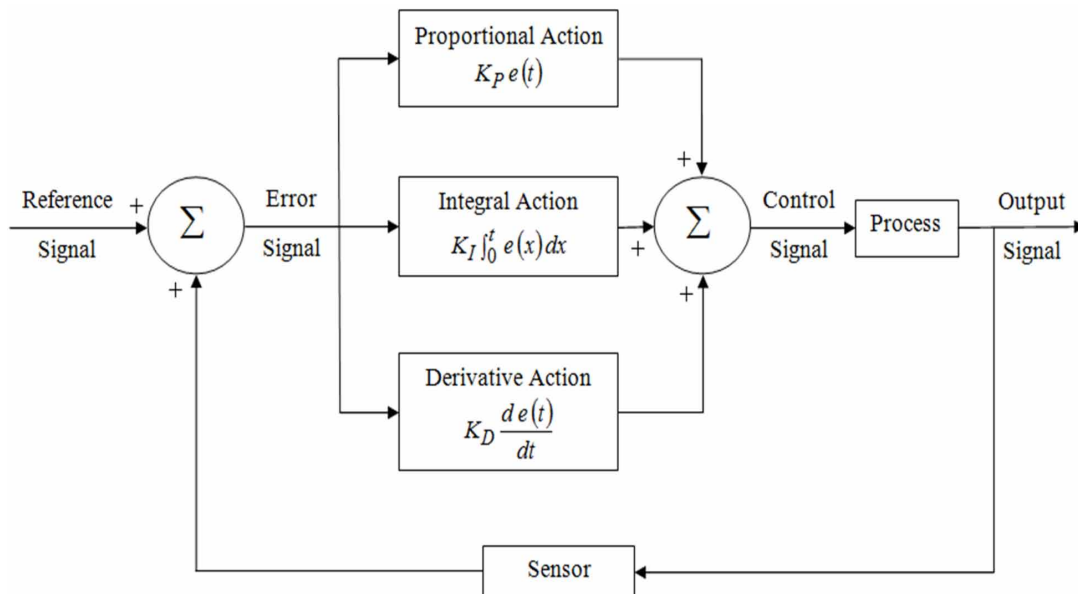 Proportional Action
K_P e(t)
+
Reference
+
Σ
Error
Integral Action
Σ
Control
Process
Output
Signal
Signal
K_I ∫_0^t e(x) dx
+
Signal
Signal
+
+
Derivative Action
K_D d e(t)/dt
Sensor